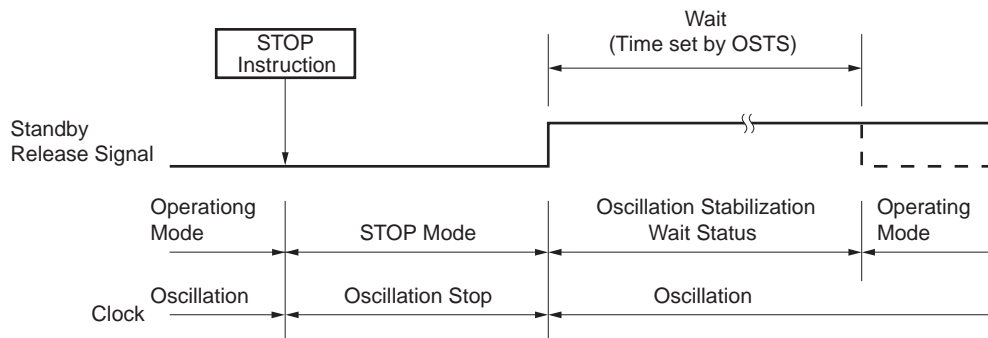 Wait
(Time set by OSTS)
STOP
Instruction
Standby
Release Signal
Operationg
Mode
STOP Mode
Oscillation Stabilization
Wait Status
Operating
Mode
Clock
Oscillation
Oscillation Stop
Oscillation